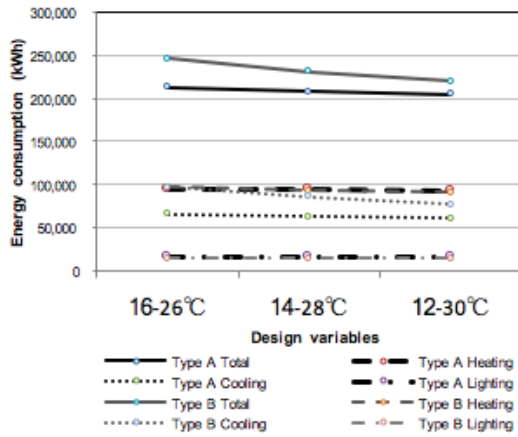 300,000
250,000
200,000
150,000
100,000
50,000
0
Energy consumption (kWh)
16-26℃ 14-28℃ 12-30℃
Design variables
Type A Total Type A Heating
Type A Cooling Type A Lighting
Type B Total Type B Heating
Type B Cooling Type B Lighting